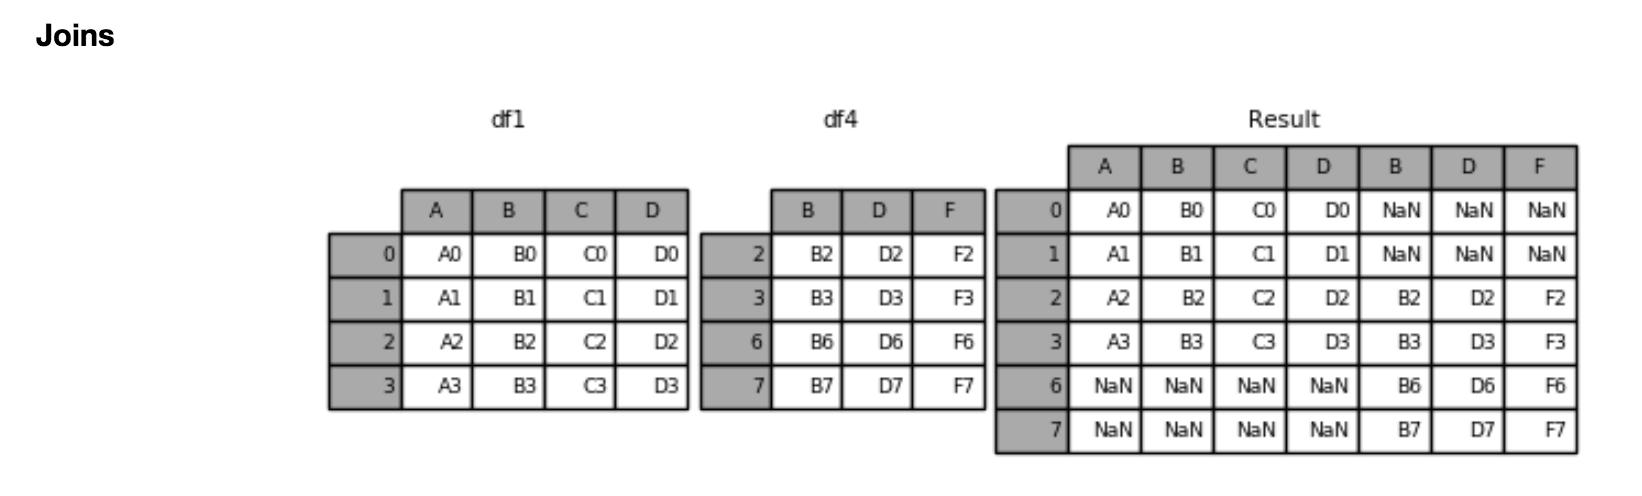 Joins
df1 df4 Result
A B C D B D F
A B C D B D F 0 A0 B0 C0 D0 NaN NaN NaN
0 A0 B0 C0 D0 2 B2 D2 F2 1 A1 B1 C1 D1 NaN NaN NaN
1 A1 B1 C1 D1 3 B3 D3 F3 2 A2 B2 C2 D2 B2 D2 F2
2 A2 B2 C2 D2 6 B6 D6 F6 3 A3 B3 C3 D3 B3 D3 F3
3 A3 B3 C3 D3 7 B7 D7 F7 6 NaN NaN NaN NaN B6 D6 F6
7 NaN NaN NaN NaN B7 D7 F7